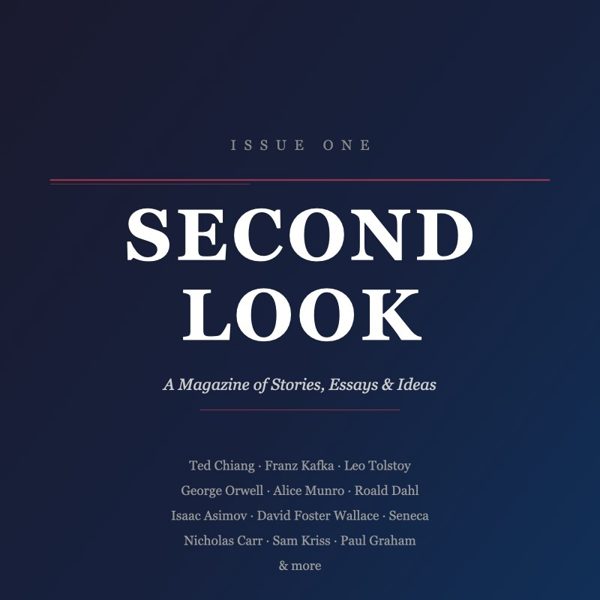 ISSUE ONE
SECOND
LOOK
A Magazine of Stories, Essays & Ideas
Ted Chiang · Franz Kafka · Leo Tolstoy
George Orwell · Alice Munro · Roald Dahl
Isaac Asimov · David Foster Wallace · Seneca
Nicholas Carr · Sam Kriss · Paul Graham
& more